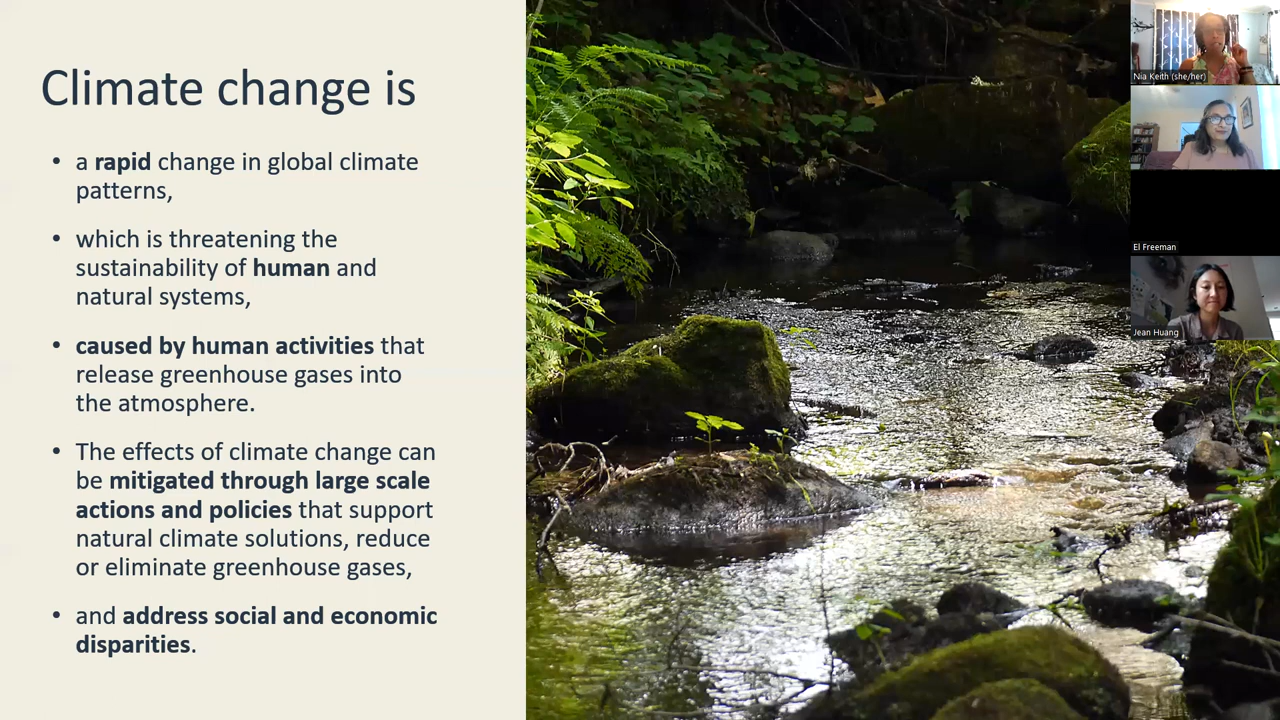 Climate change is
• a rapid change in global climate
patterns,
• which is threatening the
sustainability of human and
natural systems,
• caused by human activities that
release greenhouse gases into
the atmosphere.
• The effects of climate change can
be mitigated through large scale
actions and policies that support
natural climate solutions, reduce
or eliminate greenhouse gases,
• and address social and economic
disparities.
Nia Keith (she/her)
El Freeman
Jean Huang